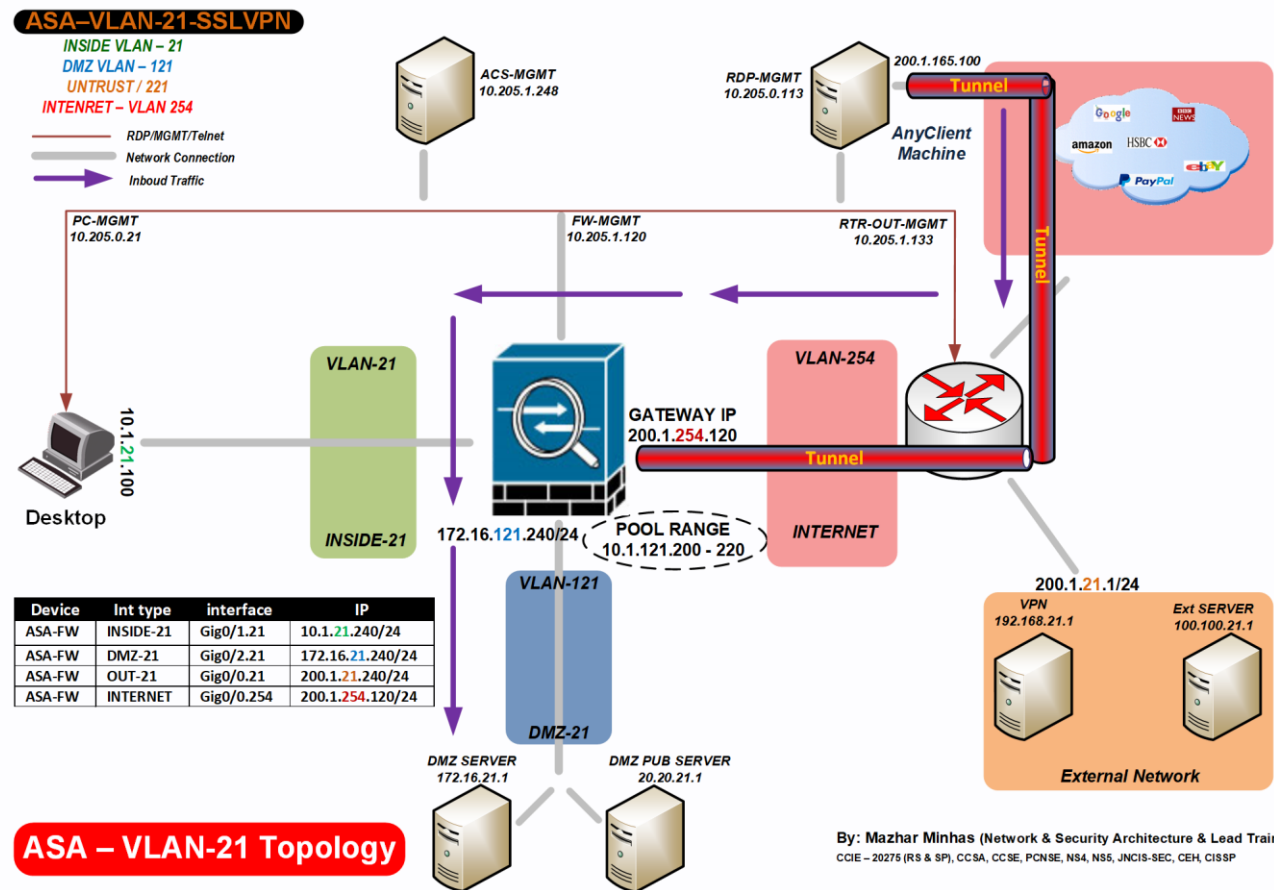 ASA–VLAN-21-SSLVPN
INSIDE VLAN – 21
DMZ VLAN – 121
UNTRUST / 221
INTENRET – VLAN 254
RDP/MGMT/Telnet
Network Connection
Inboud Traffic
ACS-MGMT
10.205.1.248
RDP-MGMT
10.205.0.113
200.1.165.100
Tunnel
AnyClient
Machine
Google
BBC
NEWS
amazon
HSBC
ebay
PayPal
Tunnel
PC-MGMT
10.205.0.21
FW-MGMT
10.205.1.120
RTR-OUT-MGMT
10.205.1.133
VLAN-21
INSIDE-21
10.1.21.100
Desktop
VLAN-254
INTERNET
GATEWAY IP
200.1.254.120
Tunnel
172.16.121.240/24
POOL RANGE
10.1.121.200 - 220
VLAN-121
DMZ-21
200.1.21.1/24
VPN
192.168.21.1
Ext SERVER
100.100.21.1
External Network
Device Int type interface IP
ASA-FW INSIDE-21 Gig0/1.21 10.1.21.240/24
ASA-FW DMZ-21 Gig0/2.21 172.16.21.240/24
ASA-FW OUT-21 Gig0/0.21 200.1.21.240/24
ASA-FW INTERNET Gig0/0.254 200.1.254.120/24
DMZ SERVER
172.16.21.1
DMZ PUB SERVER
20.20.21.1
ASA – VLAN-21 Topology
By: Mazhar Minhas (Network & Security Architecture & Lead Trai
CCIE – 20275 (RS & SP), CCSA, CCSE, PCNSE, NS4, NS5, JNCIS-SEC, CEH, CISSP